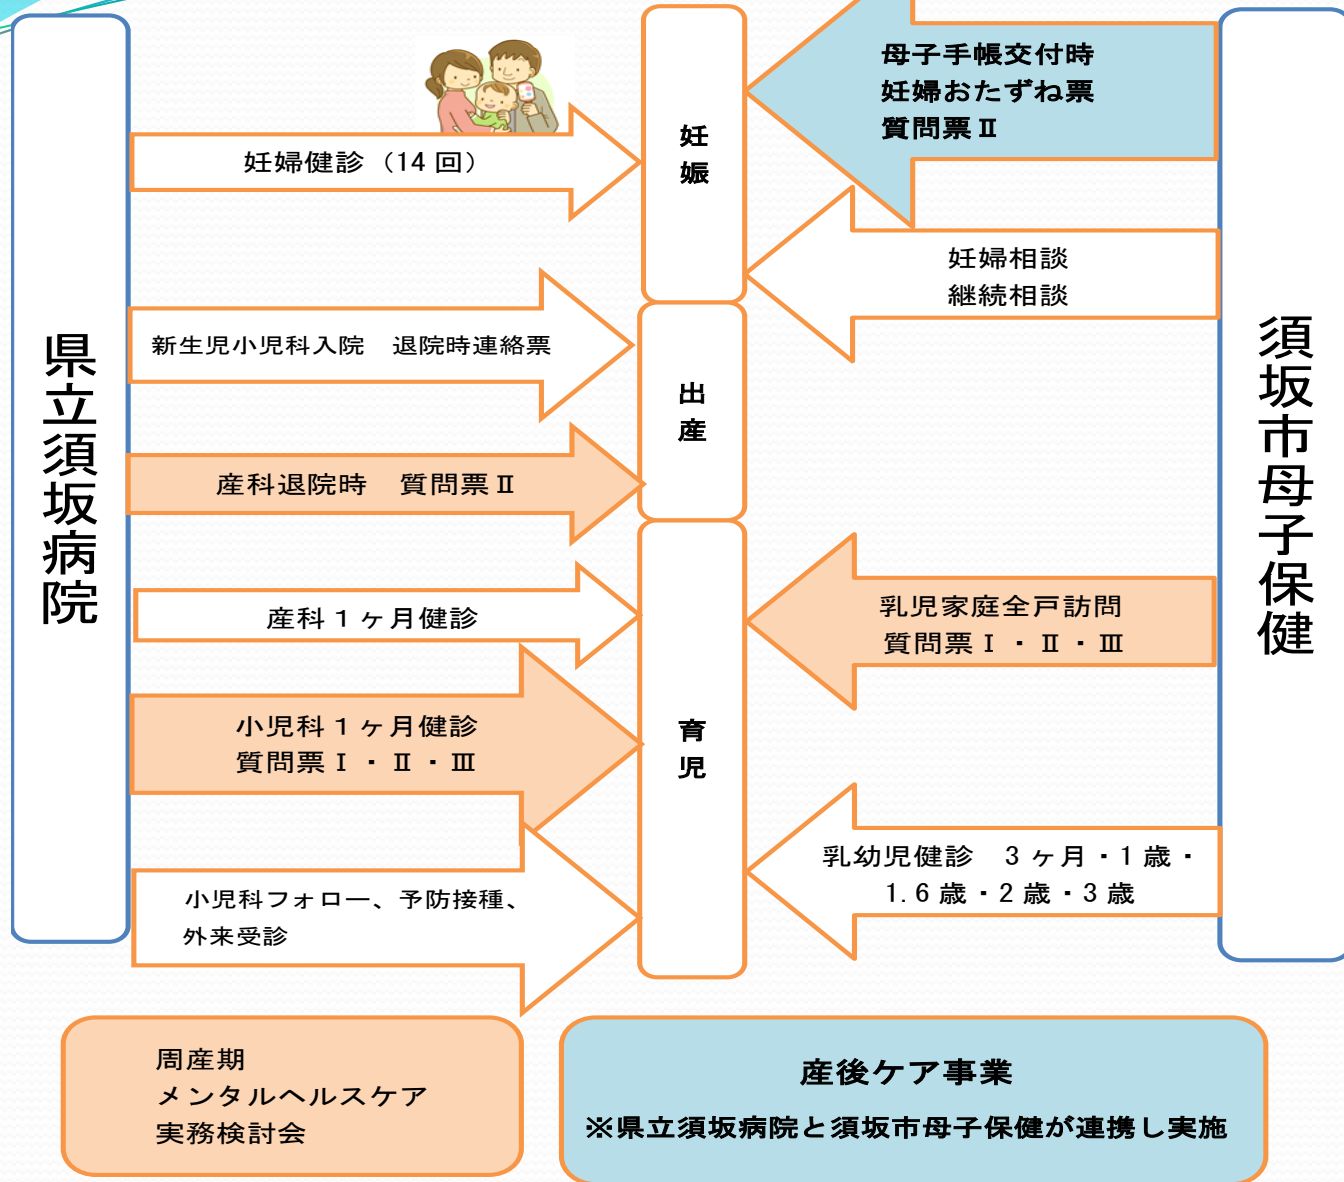 県立須坂病院
妊婦健診（14回）
新生児小児科入院　退院時連絡票
産科退院時　質問票Ⅱ
産科１ヶ月健診
小児科１ヶ月健診
質問票Ⅰ・Ⅱ・Ⅲ
小児科フォロー、予防接種、
外来受診
妊娠
出産
育児
母子手帳交付時
妊婦おたずね票
質問票Ⅱ
妊婦相談
継続相談
乳児家庭全戸訪問
質問票Ⅰ・Ⅱ・Ⅲ
乳幼児健診　3ヶ月・1歳・
1.6歳・2歳・3歳
須坂市母子保健
周産期
メンタルヘルスケア
実務検討会
産後ケア事業
※県立須坂病院と須坂市母子保健が連携し実施